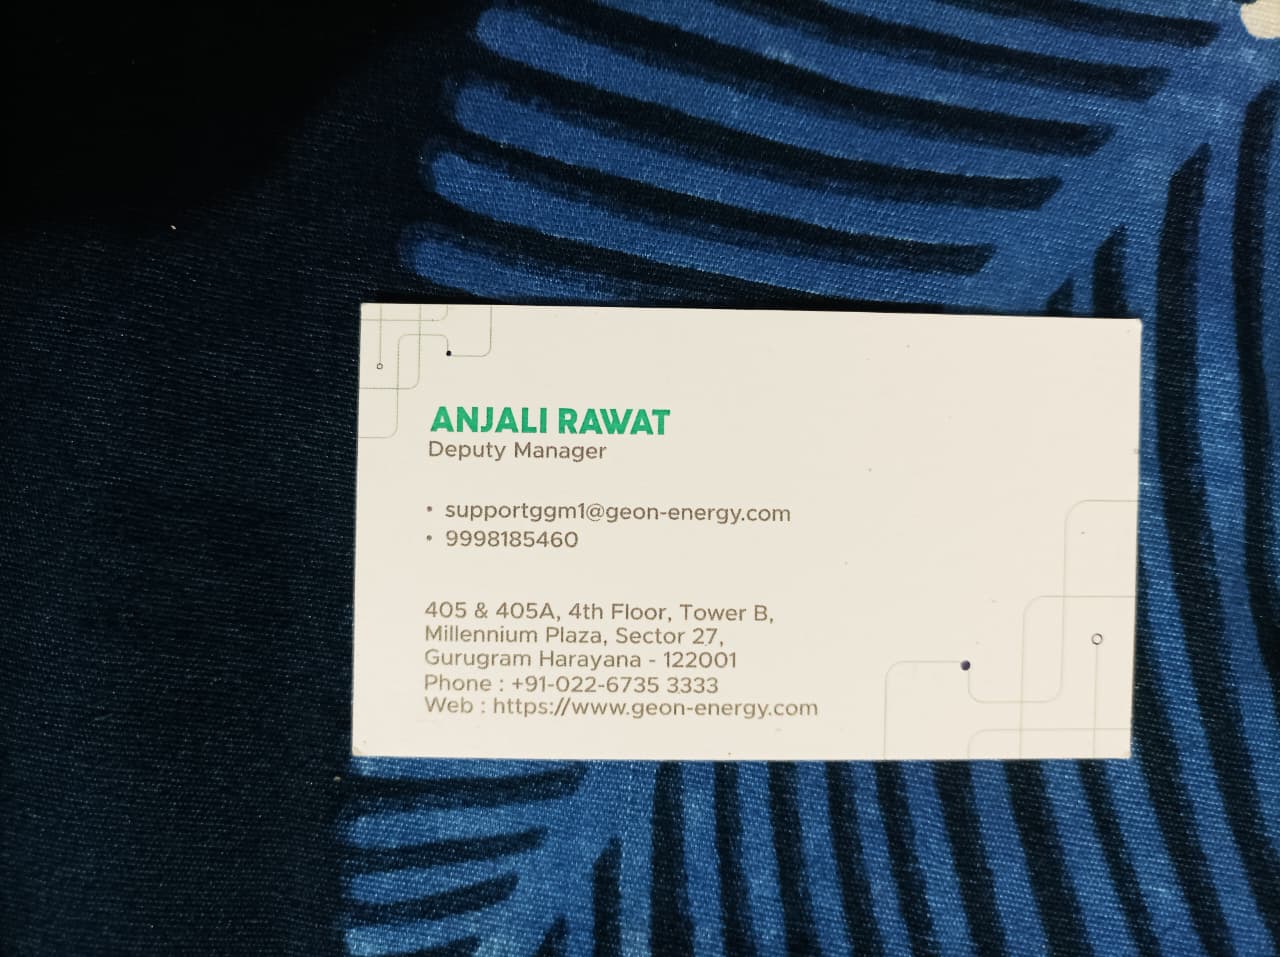 ANJALI RAWAT
Deputy Manager
• supportggm1@geon-energy.com
• 9998185460
405 & 405A, 4th Floor, Tower B,
Millennium Plaza, Sector 27,
Gurugram Harayana - 122001
Phone : +91-022-6735 3333
Web : https://www.geon-energy.com